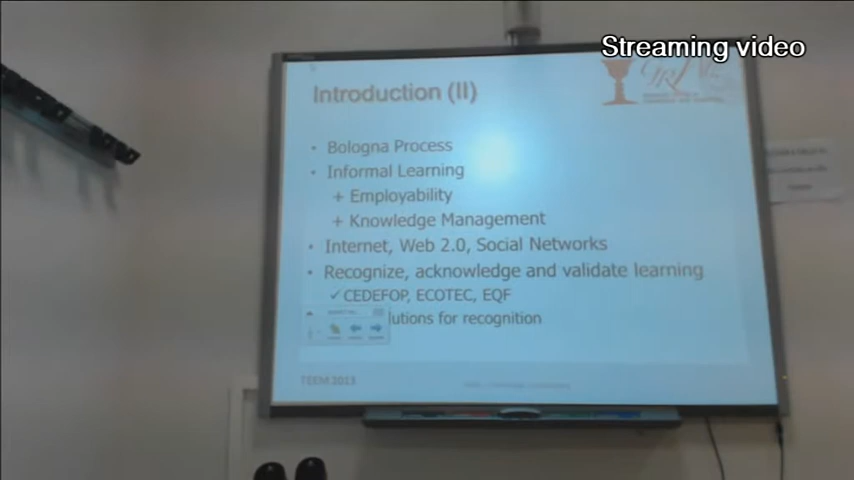 Streaming video
GRIAL
Introduction (II)
• Bologna Process
• Informal Learning
+ Employability
+ Knowledge Management
• Internet, Web 2.0, Social Networks
• Recognize, acknowledge and validate learning
✓CEDEFOP, ECOTEC, EQF
lutions for recognition
TEEM 2013